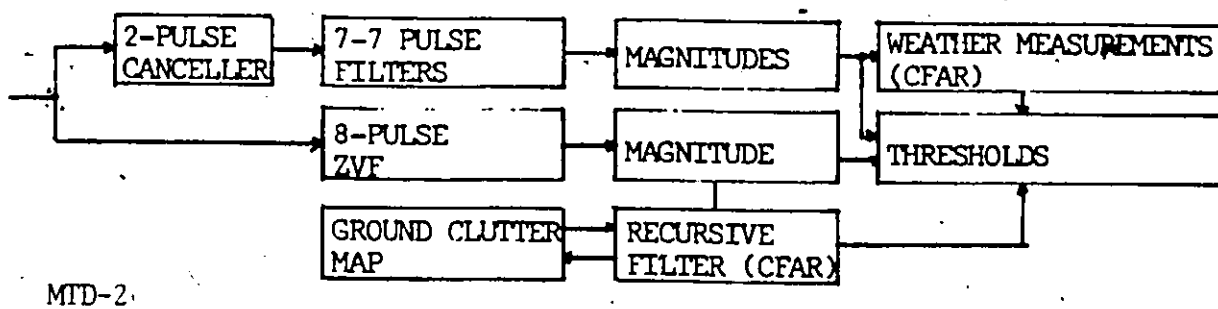 2-PULSE
CANCELLER
7-7 PULSE
FILTERS
MAGNITUDES
WEATHER MEASUREMENTS
(CFAR)
8-PULSE
ZVF
MAGNITUDE
THRESHOLDS
GROUND CLUTTER
MAP
RECURSIVE
FILTER (CFAR)
MTD-2